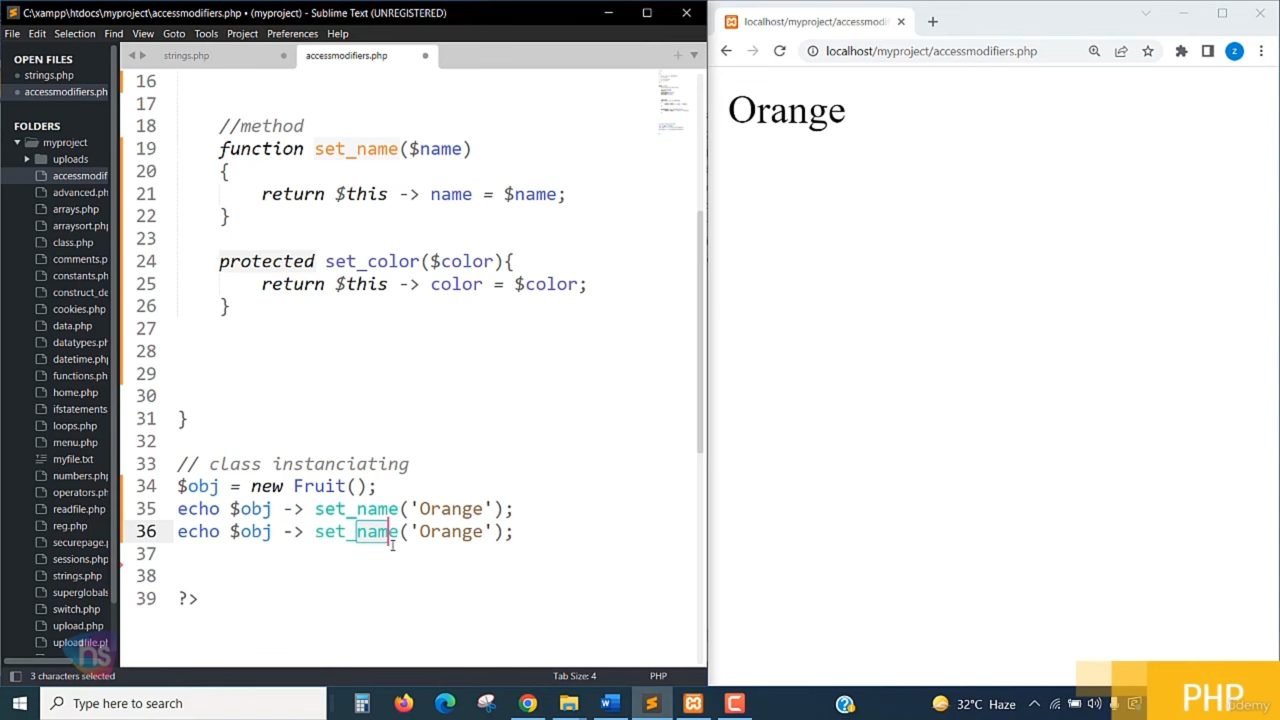 C:\xampp\htdocs\myproject\accessmodifiers.php • (myproject) - Sublime Text (UNREGISTERED)
File Edit Selection Find View Goto Tools Project Preferences Help
OPEN FILES
strings.php
accessmodifiers.ph
FOLDERS
myproject
uploads
accessmodif
advanced.ph
arrays.php
arraysort.php
class.php
comments.p
constants.ph
construct_de
cookies.php
data.php
datatypes.ph
datetime.php
functions.ph
home.php
ifstatements
loops.php
menu.php
myfile.txt
numbers.php
operators.ph
readfile.php
reg.php
securepage.
sessions.php
strings.php
superglobals
switch.php
upload.php
uploadfile.p
ns
strings.php
accessmodifiers.php
16
17
18 //method
19 function set_name($name)
20 {
21 return $this -> name = $name;
22 }
23
24 protected set_color($color){
25 return $this -> color = $color;
26 }
27
28
29
30
31 }
32
33 // class instanciating
34 $obj = new Fruit();
35 echo $obj -> set_name('Orange');
36 echo $obj -> set_name('Orange');
37
38
39 ?>
3 characters selected
Tab Size: 4
PHP
localhost/myproject/accessmodifi
localhost/myproject/accessmodifiers.php
z
Orange
Type here to search
32°C Haze
PHP
ûdemy